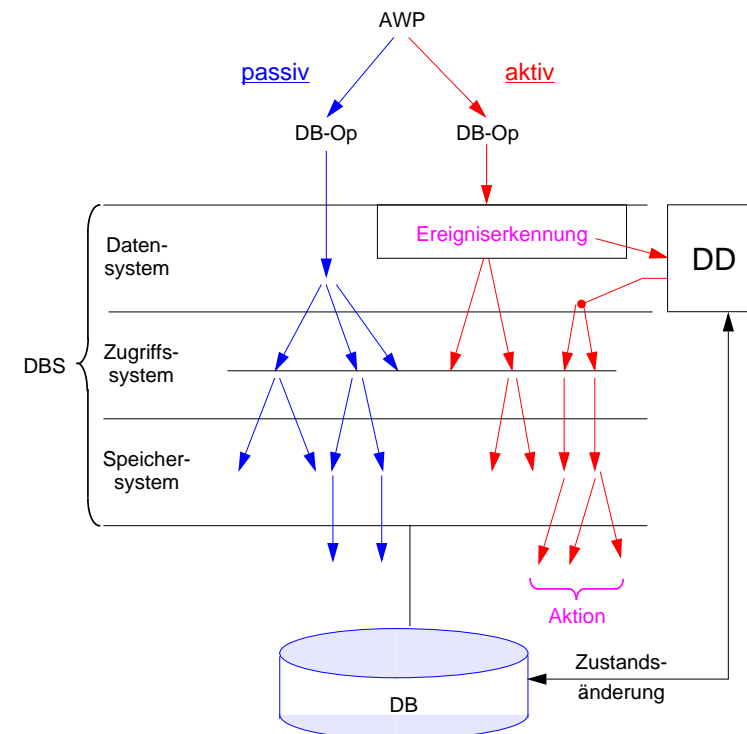 AWP
passiv
aktiv
DB-Op
DB-Op
Ereigniserkennung
Daten-
system
DD
DBS
Zugriffs-
system
Speicher-
system
Aktion
Zustands-
änderung
DB